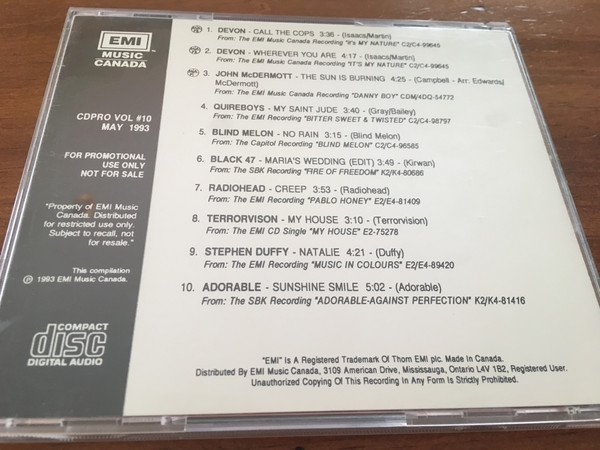 EMI
MUSIC
CANADA
CDPRO VOL #10
MAY 1993
FOR PROMOTIONAL
USE ONLY
NOT FOR SALE
"Property of EMI Music
Canada. Distributed
for restricted use only.
Subject to recall, not
for resale."
This compilation
℗ 1993 EMI Music Canada.
COMPACT
disc
DIGITAL AUDIO
1. DEVON - CALL THE COPS 3:36 - (Isaacs/Martin)
From: The EMI Music Canada Recording "It's MY NATURE" C2/C4-99645
2. DEVON - WHEREVER YOU ARE 4:17 - (Isaacs/Martin)
From: The EMI Music Canada Recording "IT'S MY NATURE" C2/C4-99645
3. JOHN McDERMOTT - THE SUN IS BURNING 4:25 - (Campbell - Arr: Edwards/
McDermott)
From: The EMI Music Canada Recording "DANNY BOY" CDM/4DQ-54772
4. QUIREBOYS - MY SAINT JUDE 3:40 - (Gray/Bailey)
From: The EMI Music Canada Recording "BITTER SWEET & TWISTED" C2/C4-98797
5. BLIND MELON - NO RAIN 3:15 - (Blind Melon)
From: The Capitol Recording "BLIND MELON" C2/C4-96585
6. BLACK 47 - MARIA'S WEDDING (EDIT) 3:49 - (Kirwan)
From: The SBK Recording "FIRE OF FREEDOM" K2/K4-80686
7. RADIOHEAD - CREEP 3:53 - (Radiohead)
From: The EMI Recording "PABLO HONEY" E2/E4-81409
8. TERRORVISON - MY HOUSE 3:10 - (Terrorvision)
From: The EMI CD Single "MY HOUSE" E2-75278
9. STEPHEN DUFFY - NATALIE 4:21 - (Duffy)
From: The EMI Recording "MUSIC IN COLOURS" E2/E4-89420
10. ADORABLE - SUNSHINE SMILE 5:02 - (Adorable)
From: The SBK Recording "ADORABLE-AGAINST PERFECTION" K2/K4-81416
"EMI" Is A Registered Trademark Of Thorn EMI plc. Made In Canada.
Distributed By EMI Music Canada, 3109 American Drive, Mississauga, Ontario L4V 1B2, Registered User.
Unauthorized Copying Of This Recording In Any Form Is Strictly Prohibited.